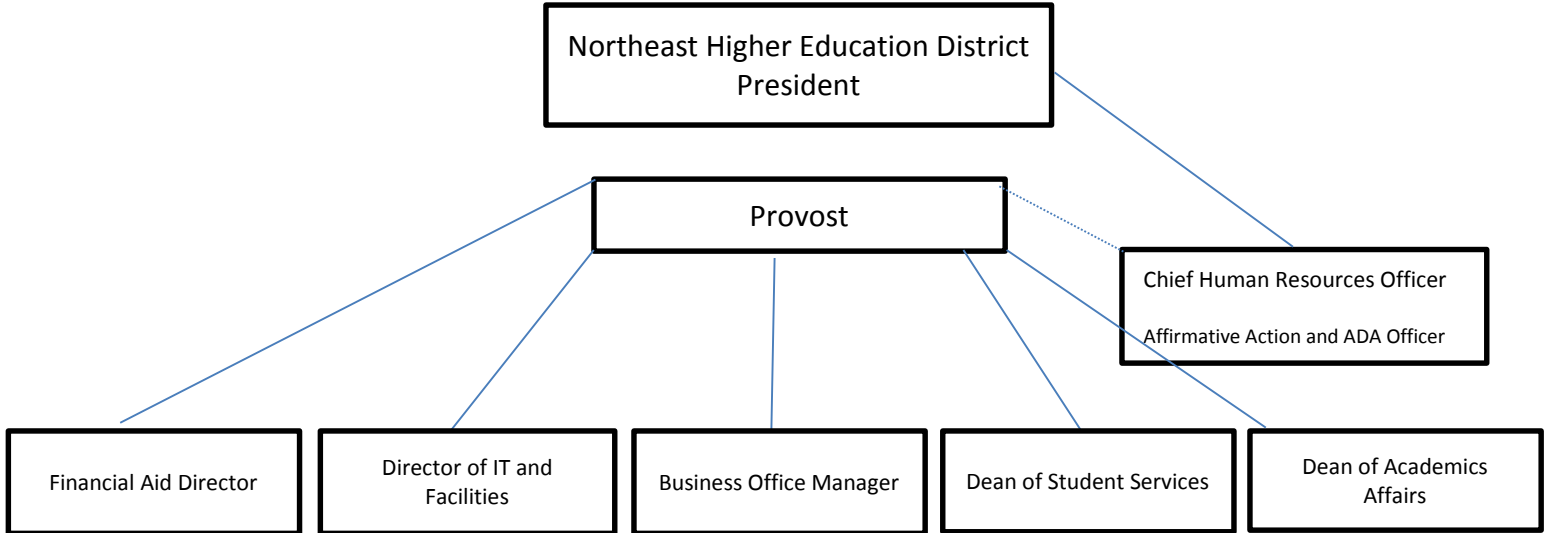 Northeast Higher Education District
President
Provost
Chief Human Resources Officer
Affirmative Action and ADA Officer
Financial Aid Director
Director of IT and
Facilities
Business Office Manager
Dean of Student Services
Dean of Academics
Affairs